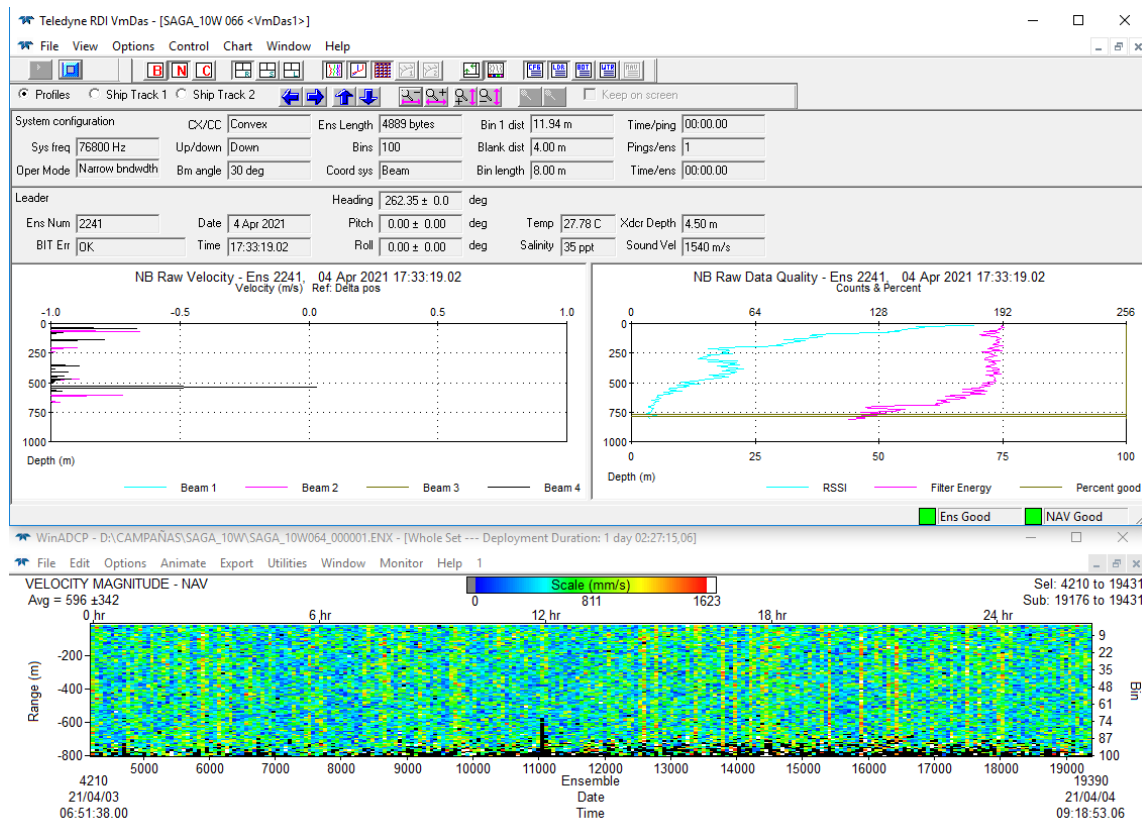 Teledyne RDI VmDas - [SAGA_10W 066 <VmDas1>]
File View Options Control Chart Window Help
B N C
Profiles Ship Track 1 Ship Track 2 Keep on screen
System configuration CX/CC Convex Ens Length 4889 bytes Bin 1 dist 11.94 m Time/ping 00:00.00
Sys freq 76800 Hz Up/down Down Bins 100 Blank dist 4.00 m Pings/ens 1
Oper Mode Narrow bndwdth Bm angle 30 deg Coord sys Beam Bin length 8.00 m Time/ens 00:00.00
Leader Heading 262.35 ± 0.0 deg
Ens Num 2241 Date 4 Apr 2021 Pitch 0.00 ± 0.00 deg Temp 27.78 C Xdcr Depth 4.50 m
BIT Err OK Time 17:33:19.02 Roll 0.00 ± 0.00 deg Salinity 35 ppt Sound Vel 1540 m/s
NB Raw Velocity - Ens 2241, 04 Apr 2021 17:33:19.02
Velocity (m/s) Ref: Delta pos
-1.0 -0.5 0.0 0.5 1.0
0
250
500
750
1000
Depth (m)
Beam 1 Beam 2 Beam 3 Beam 4
NB Raw Data Quality - Ens 2241, 04 Apr 2021 17:33:19.02
Counts & Percent
0 64 128 192 256
0
250
500
750
1000
0 25 50 75 100
Depth (m)
RSSI Filter Energy Percent good
Ens Good NAV Good
WinADCP - D:\CAMPAÑAS\SAGA_10W\SAGA_10W064_000001.ENX - [Whole Set --- Deployment Duration: 1 day 02:27:15,06]
File Edit Options Animate Export Utilities Window Monitor Help 1
VELOCITY MAGNITUDE - NAV Scale (mm/s) Sel: 4210 to 19431
Avg = 596 ±342 0 811 1623 Sub: 19176 to 19431
0 hr 6 hr 12 hr 18 hr 24 hr
Range (m)
-200
-400
-600
-800
9
22
35
48
61
74
87
100
Bin
5000 6000 7000 8000 9000 10000 11000 12000 13000 14000 15000 16000 17000 18000 19000
4210 Ensemble 19390
21/04/03 Date 21/04/04
06:51:38.00 Time 09:18:53.06